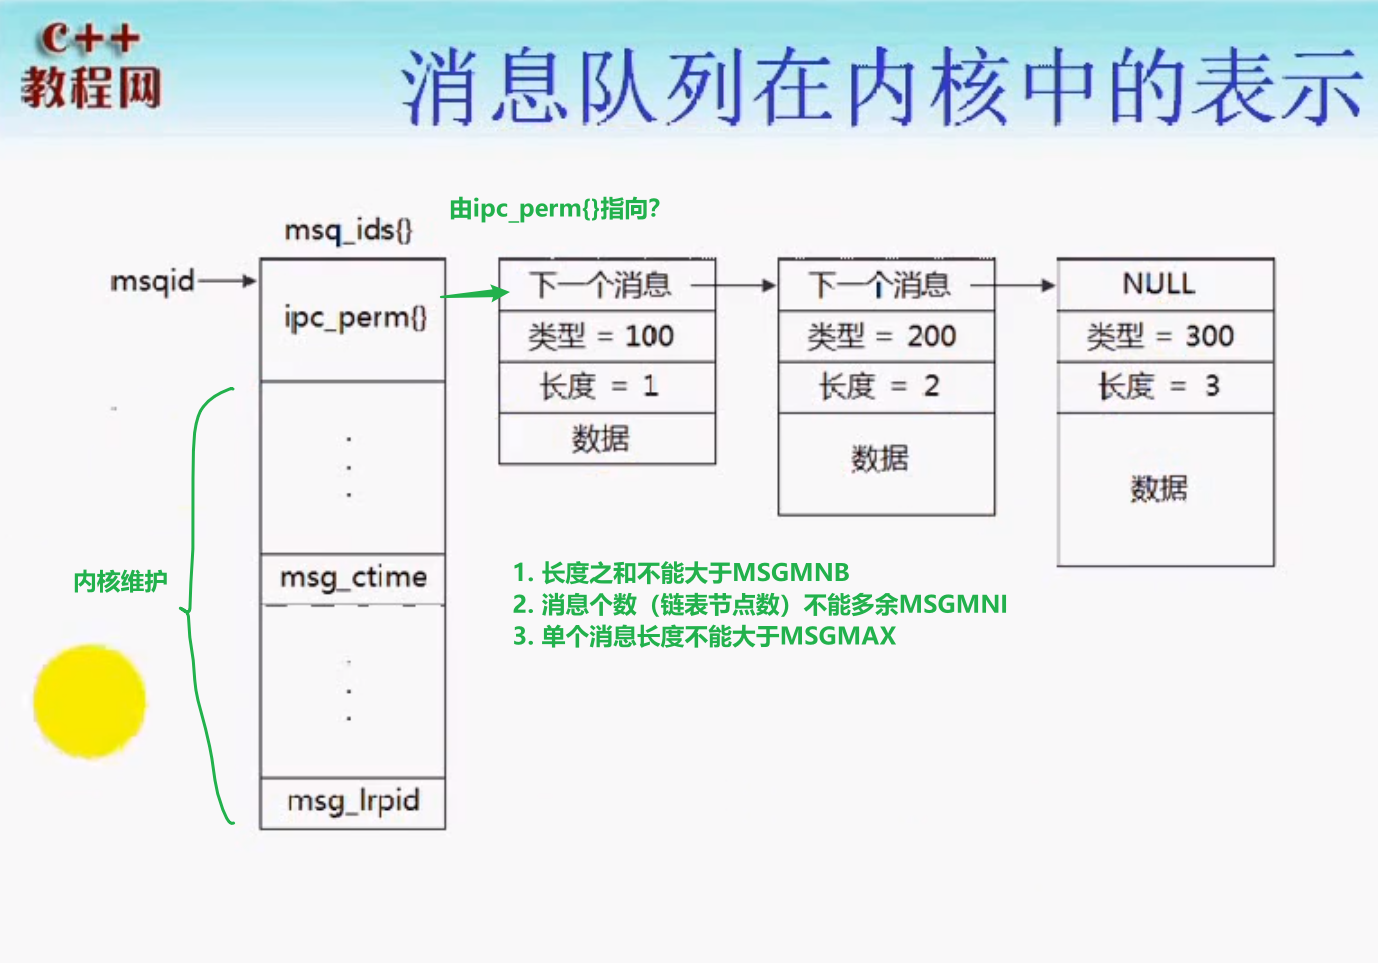 C++
教程网
消息队列在内核中的表示
由ipc_perm{}指向?
msq_ids{}
msqid
ipc_perm{}
下一个消息
类型 = 100
长度 = 1
数据
下一个消息
类型 = 200
长度 = 2
数据
NULL
类型 = 300
长度 = 3
数据
内核维护
msg_ctime
msg_lrpid
1. 长度之和不能大于MSGMNB
2. 消息个数（链表节点数）不能多余MSGMNI
3. 单个消息长度不能大于MSGMAX